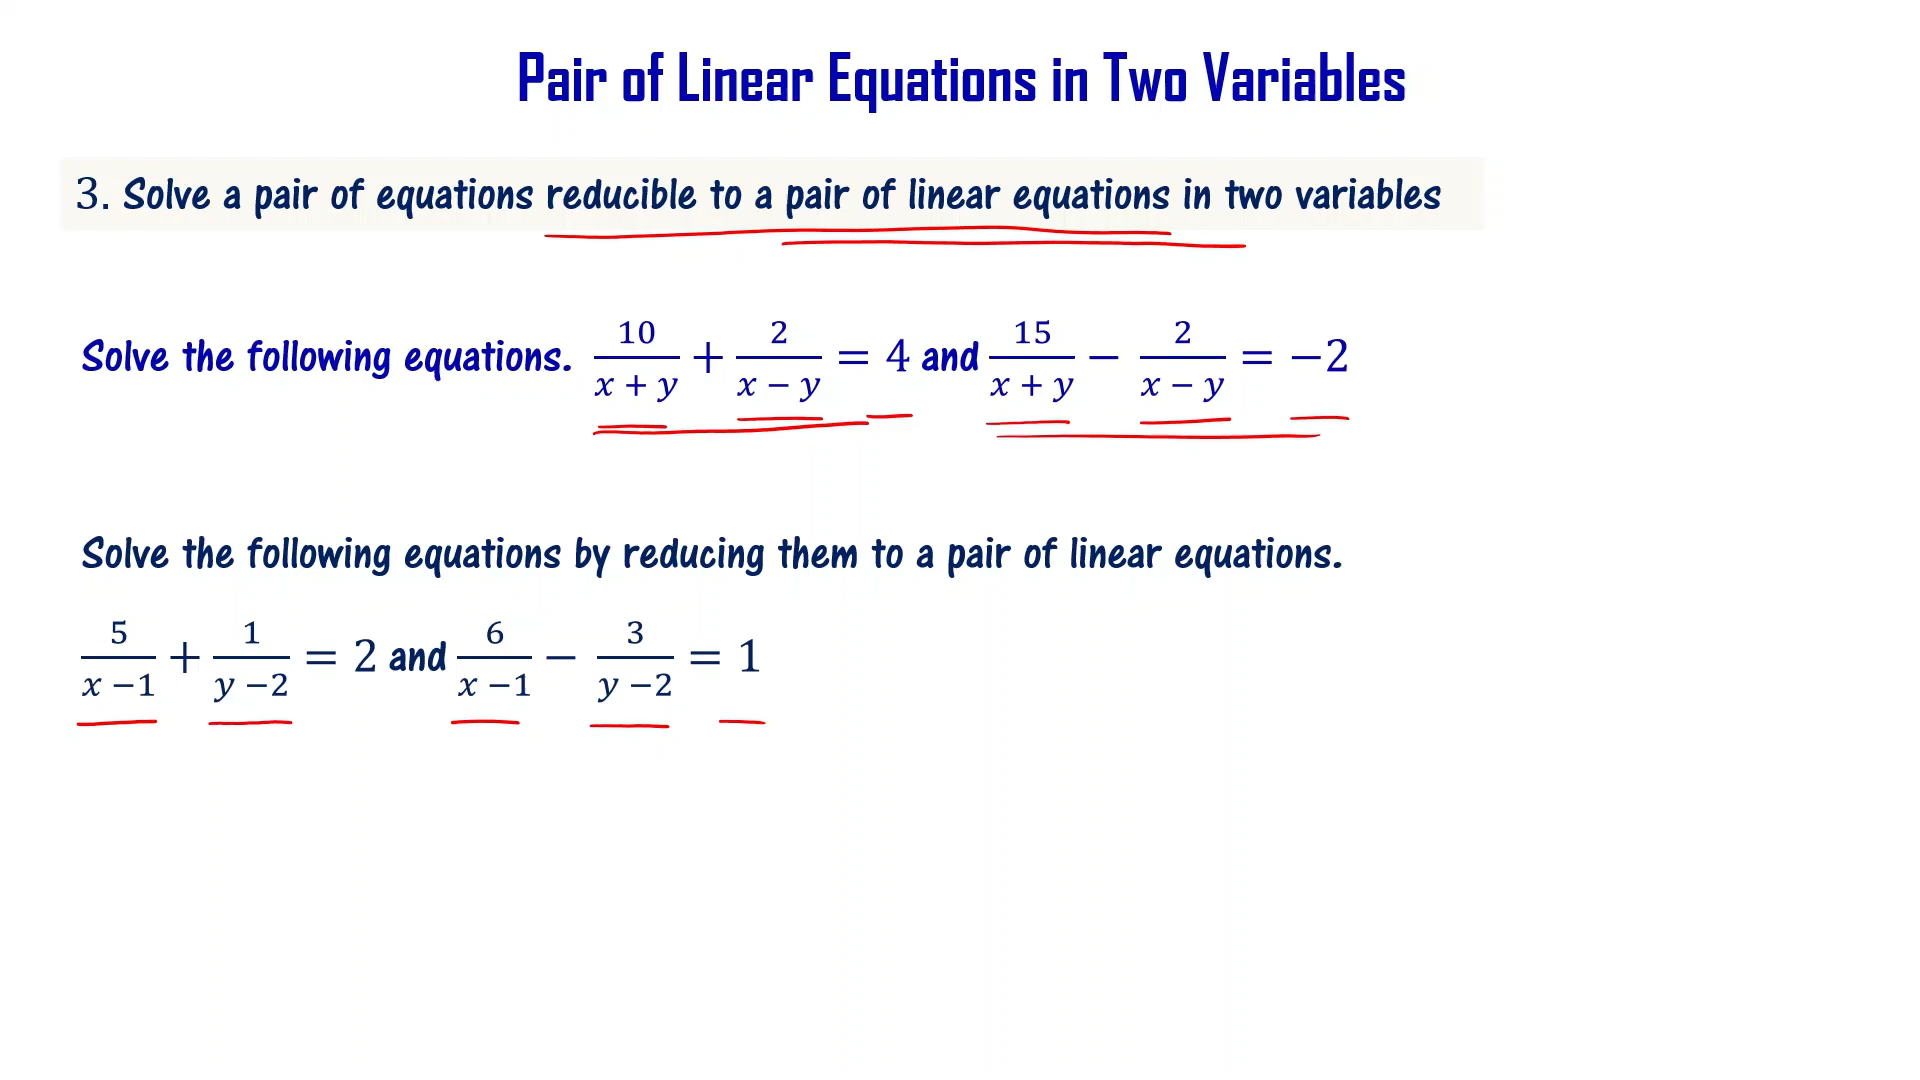 Pair of Linear Equations in Two Variables
3. Solve a pair of equations reducible to a pair of linear equations in two variables
Solve the following equations. 10/(x + y) + 2/(x − y) = 4 and 15/(x + y) − 2/(x − y) = −2
Solve the following equations by reducing them to a pair of linear equations.
5/(x −1) + 1/(y −2) = 2 and 6/(x −1) − 3/(y −2) = 1